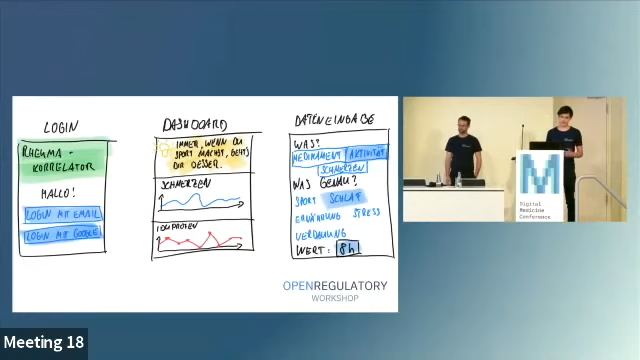 LOGIN
RHEUMA-
KORRELATOR
HALLO!
LOGIN MIT EMAIL
LOGIN MIT GOOGLE
DASHBOARD
IMMER, WENN DU
SPORT MACHST, GEHT'S
DIR BESSER.
SCHMERZEN
IBUPROFEN
DATENEINGABE
WAS?
MEDIKAMENT AKTIVITÄT
SCHMERZEN
WAS GENAU?
SPORT SCHLAF
ERNÄHRUNG STRESS
VERDAUUNG
WERT: 8h
OPENREGULATORY
WORKSHOP
Digital
Medicine
Conference
Meeting 18